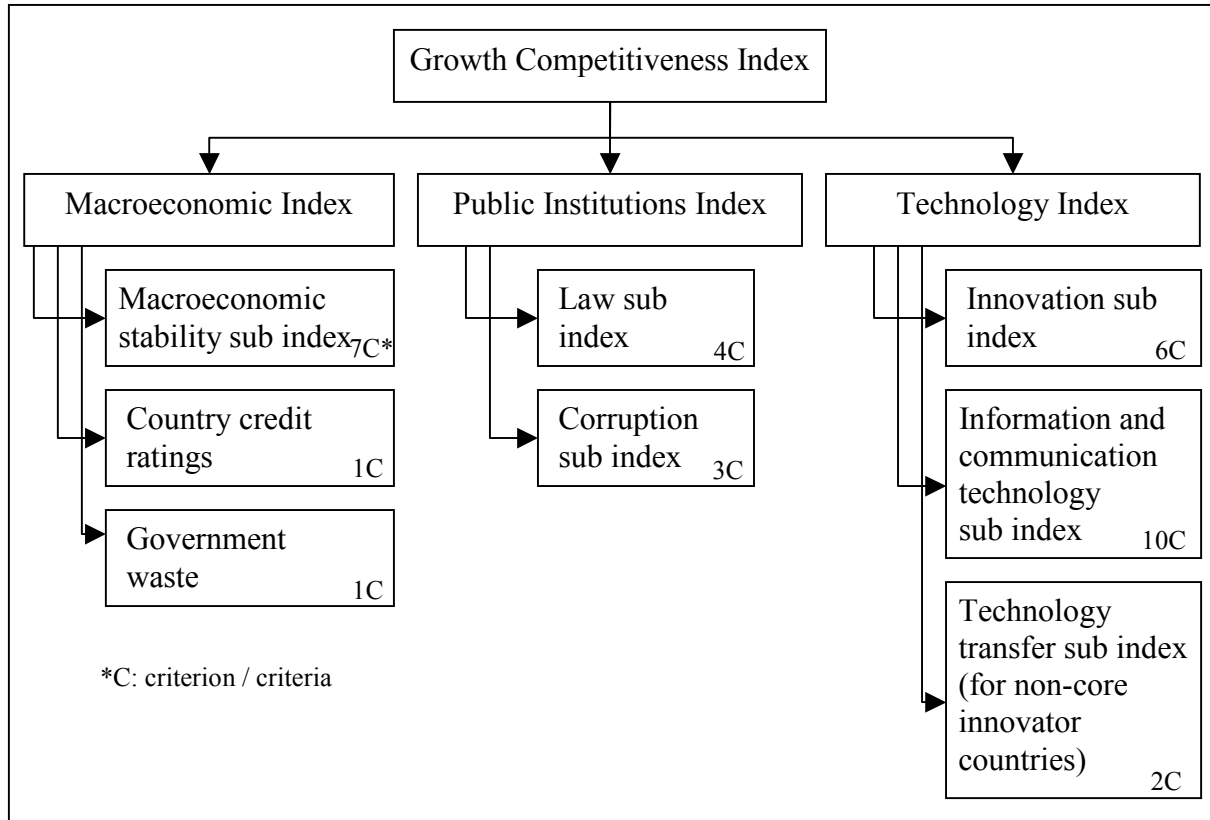 Growth Competitiveness Index
Macroeconomic Index
Public Institutions Index
Technology Index
Macroeconomic
stability sub index
7C*
Country credit
ratings
1C
Government
waste
1C
Law sub
index
4C
Corruption
sub index
3C
Innovation sub
index
6C
Information and
communication
technology
sub index
10C
Technology
transfer sub index
(for non-core
innovator
countries)
2C
*C: criterion / criteria